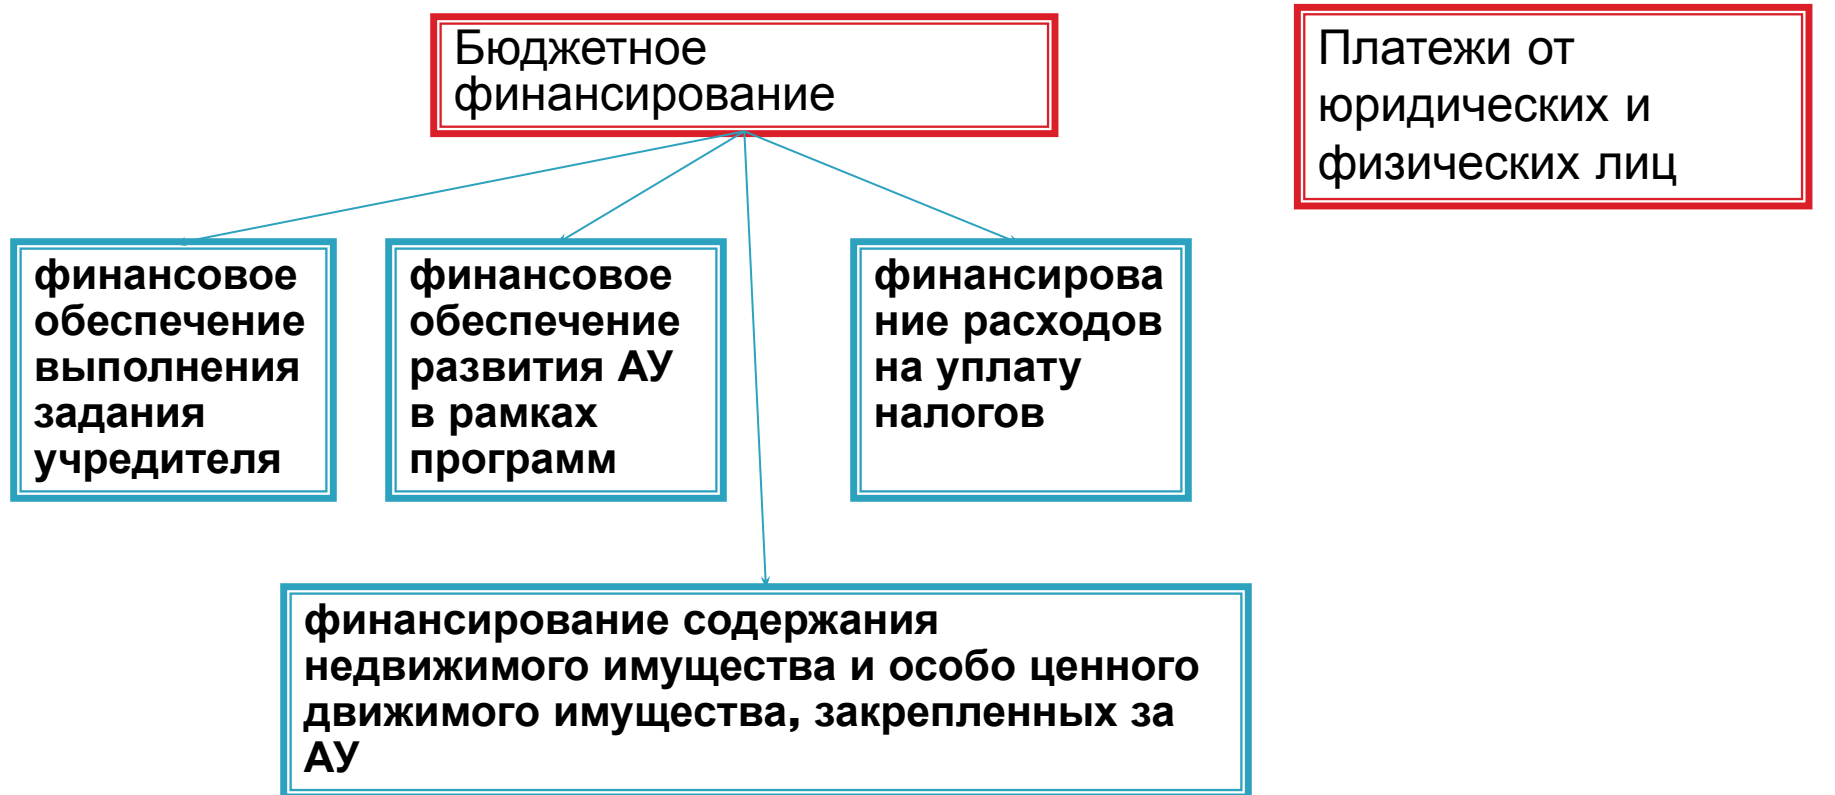 Бюджетное
финансирование
Платежи от
юридических и
физических лиц
финансовое
обеспечение
выполнения
задания
учредителя
финансовое
обеспечение
развития АУ
в рамках
программ
финансирова
ние расходов
на уплату
налогов
финансирование содержания
недвижимого имущества и особо ценного
движимого имущества, закрепленных за
АУ